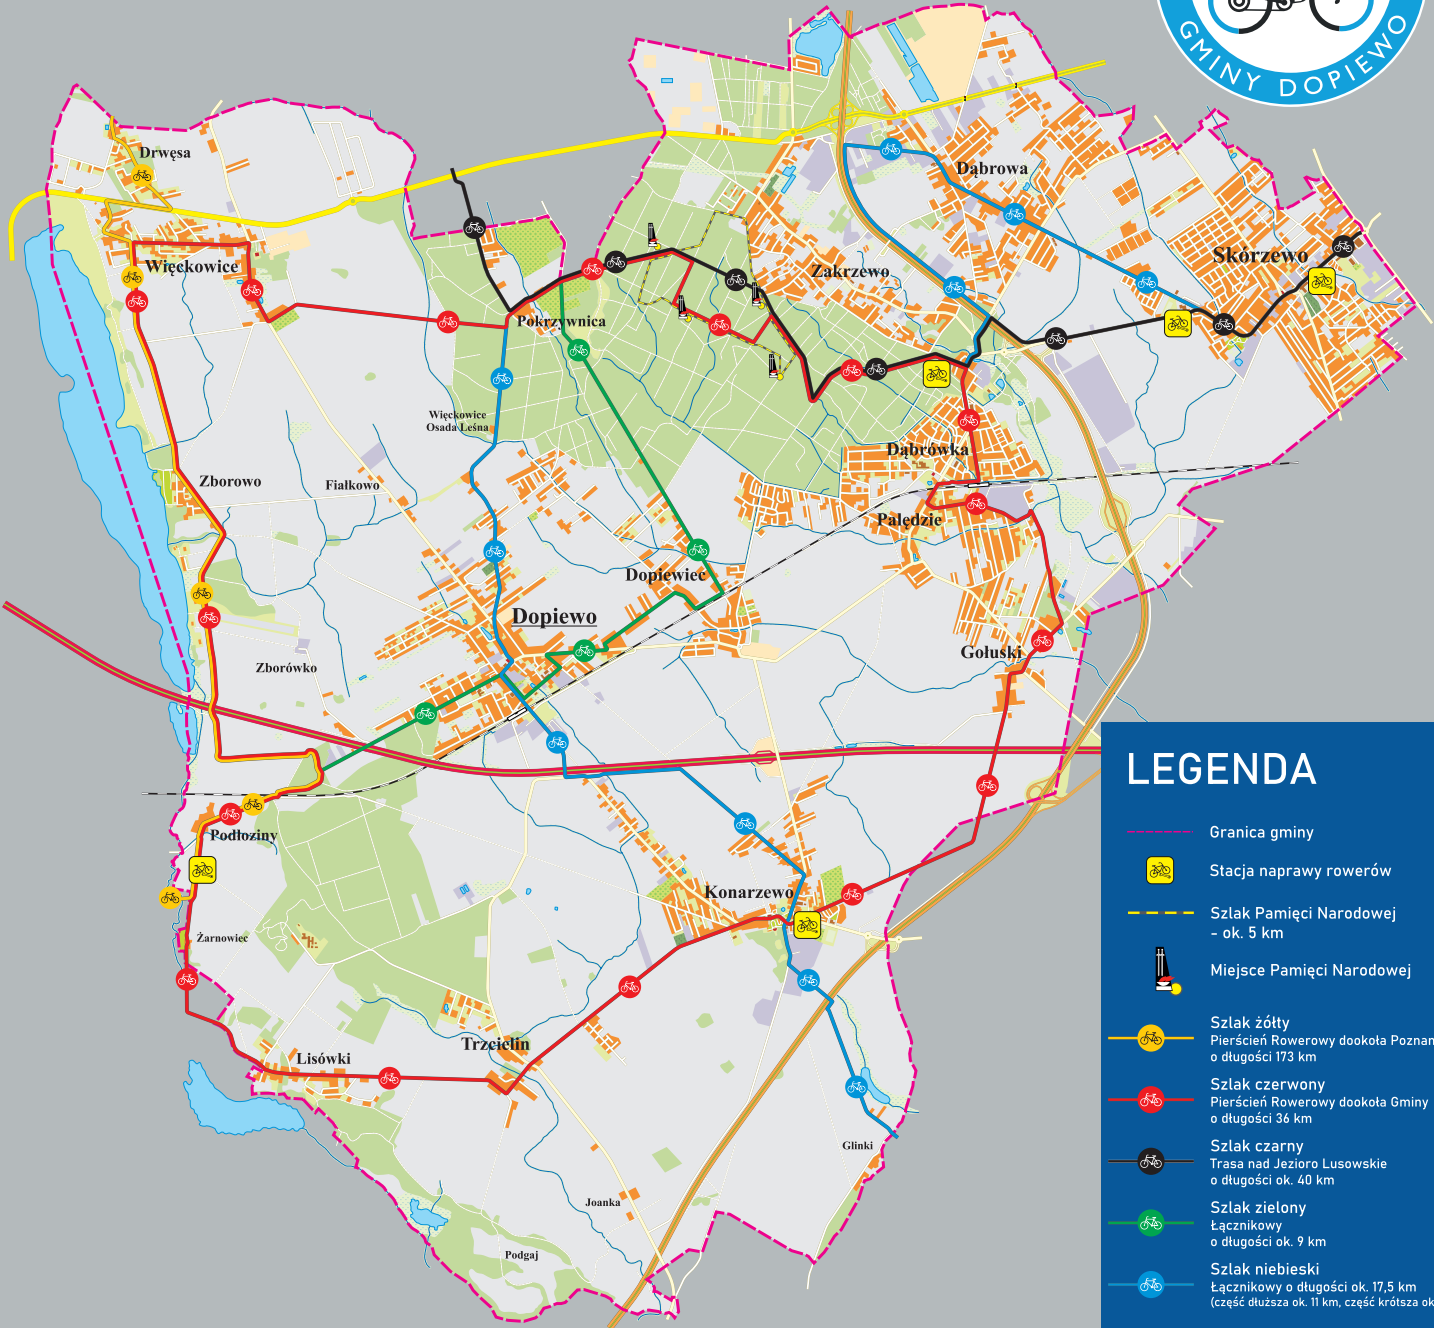 GMINY DOPIEWO
Drwęsa
Dąbrowa
Skórzewo
Więckowice
Zakrzewo
Pokrzywnica
Więckowice
Osada Leśna
Dąbrówka
Zborowo
Fiałkowo
Palędzie
Dopiewiec
Dopiewo
Zborówko
Gołuski
Podłoziny
Konarzewo
Żarnowiec
Trzcielin
Lisówki
Glinki
Joanka
Podgaj
LEGENDA
Granica gminy
Stacja naprawy rowerów
Szlak Pamięci Narodowej
- ok. 5 km
Miejsce Pamięci Narodowej
Szlak żółty
Pierścień Rowerowy dookoła Poznan
o długości 173 km
Szlak czerwony
Pierścień Rowerowy dookoła Gminy
o długości 36 km
Szlak czarny
Trasa nad Jezioro Lusowskie
o długości ok. 40 km
Szlak zielony
Łącznikowy
o długości ok. 9 km
Szlak niebieski
Łącznikowy o długości ok. 17,5 km
(część dłuższa ok. 11 km, część krótsza ok